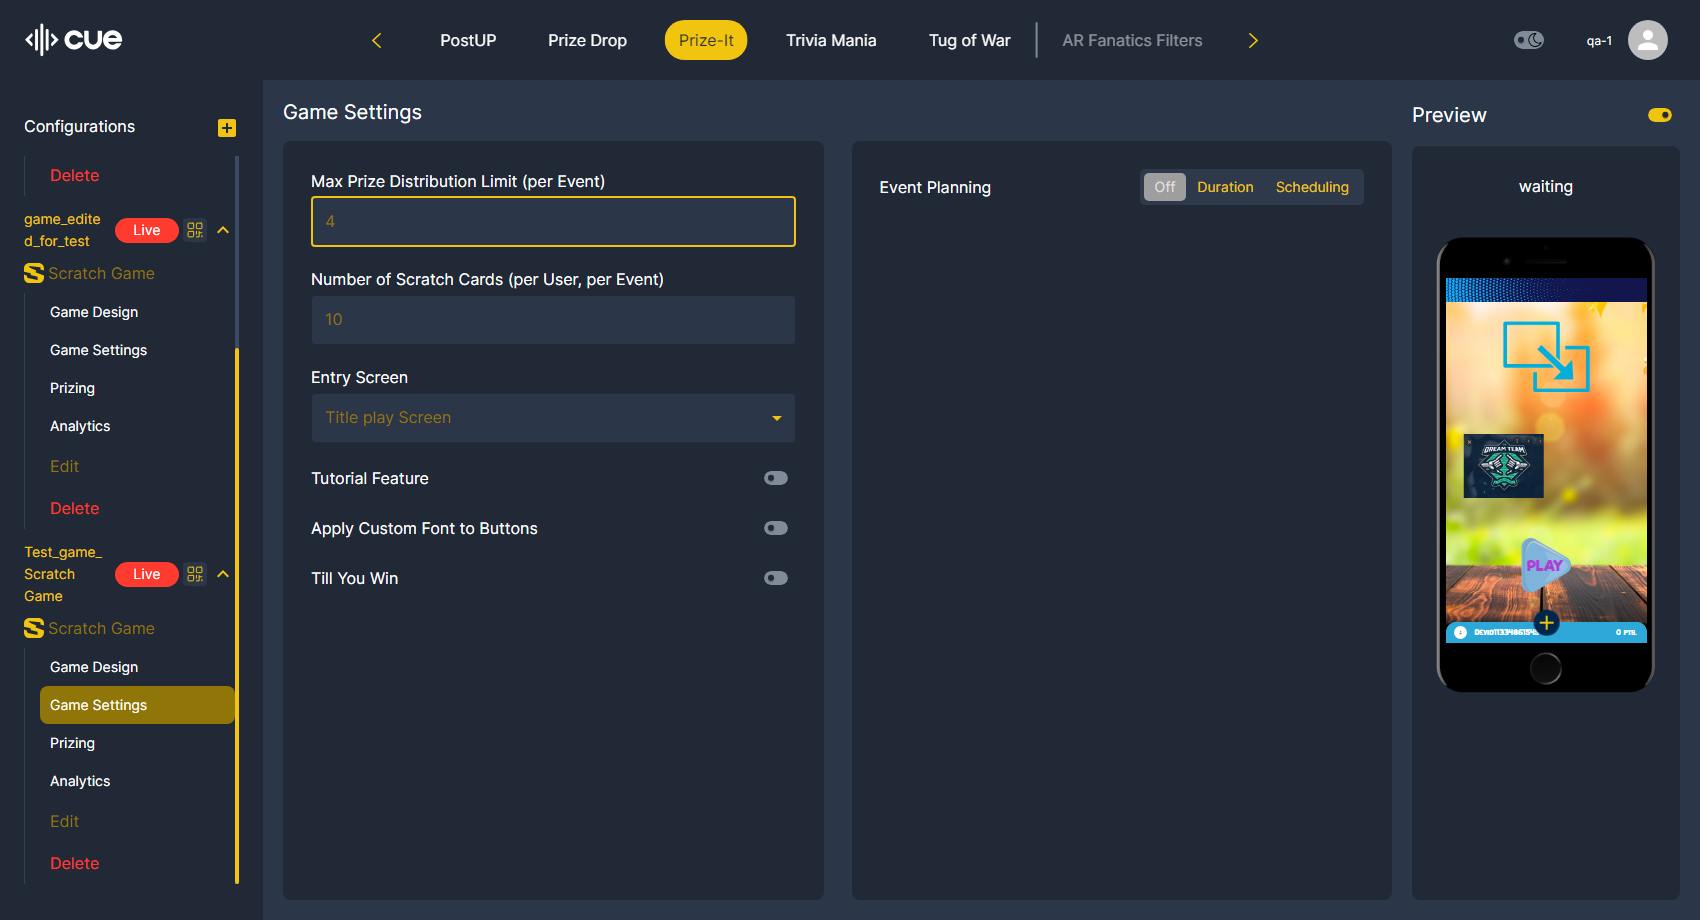 cue
PostUP
Prize Drop
Prize-It
Trivia Mania
Tug of War
AR Fanatics Filters
qa-1
Configurations
Delete
game_edite
d_for_test
Live
Scratch Game
Game Design
Game Settings
Prizing
Analytics
Edit
Delete
Test_game_
Scratch
Game
Live
Scratch Game
Game Design
Game Settings
Prizing
Analytics
Edit
Delete
Game Settings
Max Prize Distribution Limit (per Event)
4
Number of Scratch Cards (per User, per Event)
10
Entry Screen
Title play Screen
Tutorial Feature
Apply Custom Font to Buttons
Till You Win
Event Planning
Off
Duration
Scheduling
Preview
waiting
DREAM TEAM
PLAY
0 PTS.